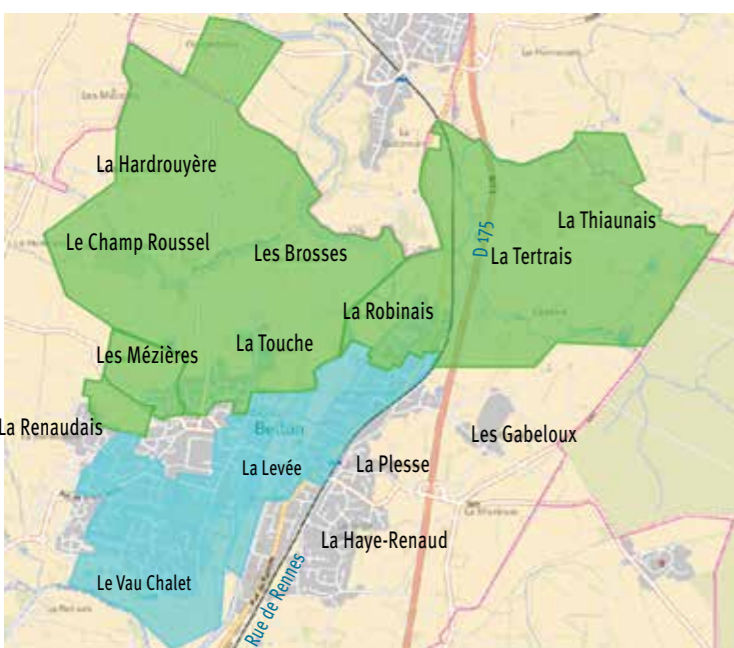 La Hardrouyère
La Thiaunais
D 175
Le Champ Roussel
Les Brosses
La Tertrais
La Robinais
La Touche
Les Mézières
La Renaudais
Betton
Les Gabeloux
La Levée
La Plesse
La Haye-Renaud
Le Vau Chalet
Rue de Rennes